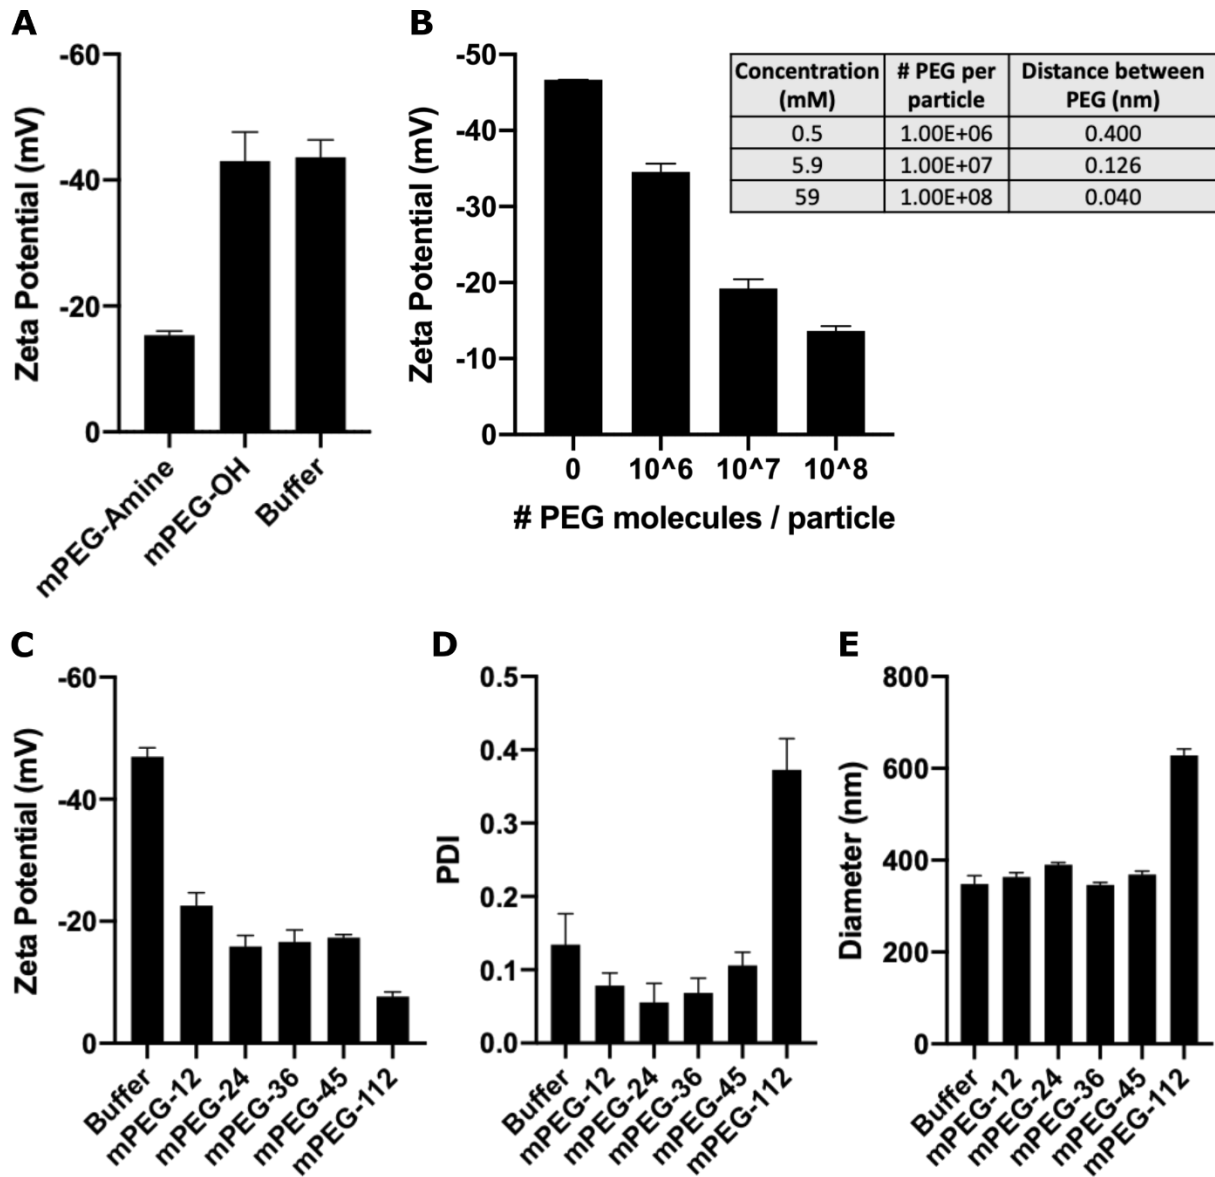 A
Zeta Potential (mV)
-60
-40
-20
0
mPEG-Amine
mPEG-OH
Buffer
B
Zeta Potential (mV)
-50
-40
-30
-20
-10
0
0
10^6
10^7
10^8
# PEG molecules / particle
Concentration (mM)
# PEG per particle
Distance between PEG (nm)
0.5 1.00E+06 0.400
5.9 1.00E+07 0.126
59 1.00E+08 0.040
C
Zeta Potential (mV)
-60
-40
-20
0
Buffer
mPEG-12
mPEG-24
mPEG-36
mPEG-45
mPEG-112
D
PDI
0.5
0.4
0.3
0.2
0.1
0.0
Buffer
mPEG-12
mPEG-24
mPEG-36
mPEG-45
mPEG-112
E
Diameter (nm)
800
600
400
200
0
Buffer
mPEG-12
mPEG-24
mPEG-36
mPEG-45
mPEG-112